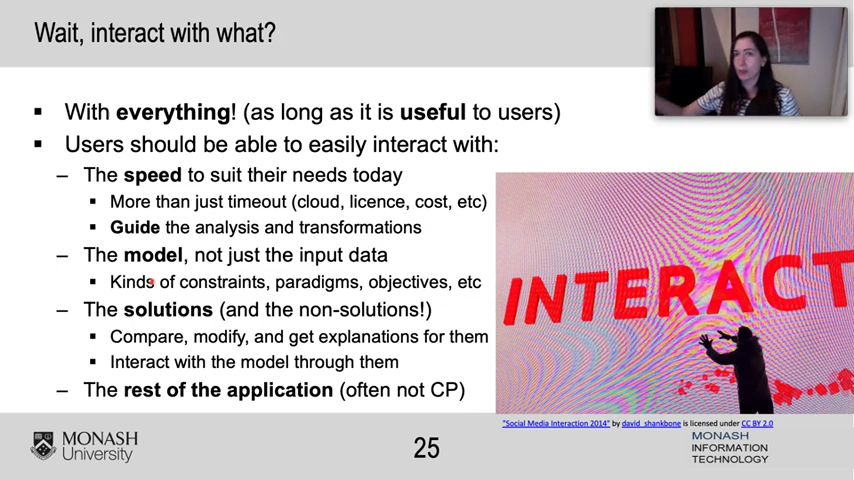 Wait, interact with what?
▪ With everything! (as long as it is useful to users)
▪ Users should be able to easily interact with:
– The speed to suit their needs today
▪ More than just timeout (cloud, licence, cost, etc)
▪ Guide the analysis and transformations
– The model, not just the input data
▪ Kinds of constraints, paradigms, objectives, etc
– The solutions (and the non-solutions!)
▪ Compare, modify, and get explanations for them
▪ Interact with the model through them
– The rest of the application (often not CP)
INTERACT
"Social Media Interaction 2014" by david_shankbone is licensed under CC BY 2.0
MONASH
University
25
MONASH
INFORMATION
TECHNOLOGY